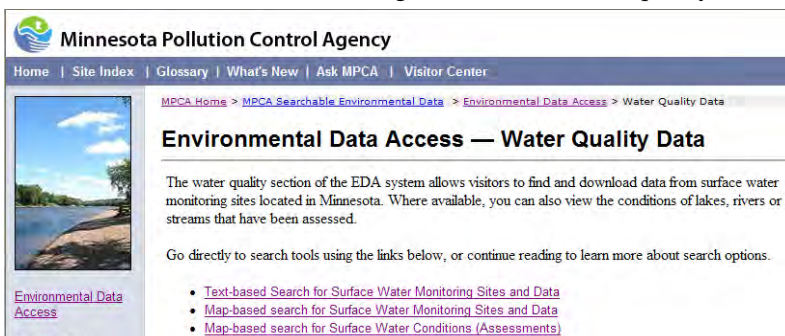 Minnesota Pollution Control Agency
Home | Site Index | Glossary | What's New | Ask MPCA | Visitor Center
MPCA Home > MPCA Searchable Environmental Data > Environmental Data Access > Water Quality Data
Environmental Data Access — Water Quality Data
The water quality section of the EDA system allows visitors to find and download data from surface water
monitoring sites located in Minnesota. Where available, you can also view the conditions of lakes, rivers or
streams that have been assessed.
Go directly to search tools using the links below, or continue reading to learn more about search options.
• Text-based Search for Surface Water Monitoring Sites and Data
• Map-based search for Surface Water Monitoring Sites and Data
• Map-based search for Surface Water Conditions (Assessments)
Environmental Data
Access